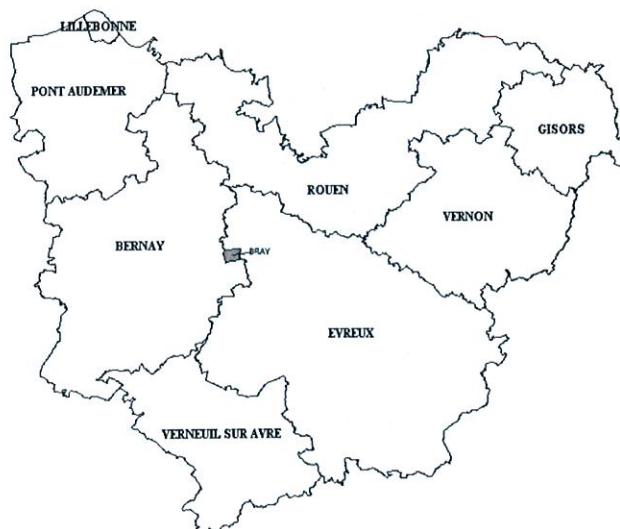 LILLEBONNE
PONT AUDEMER
GISORS
ROUEN
VERNON
BERNAY
BRAY
EVREUX
VERNEUIL SUR AVRE